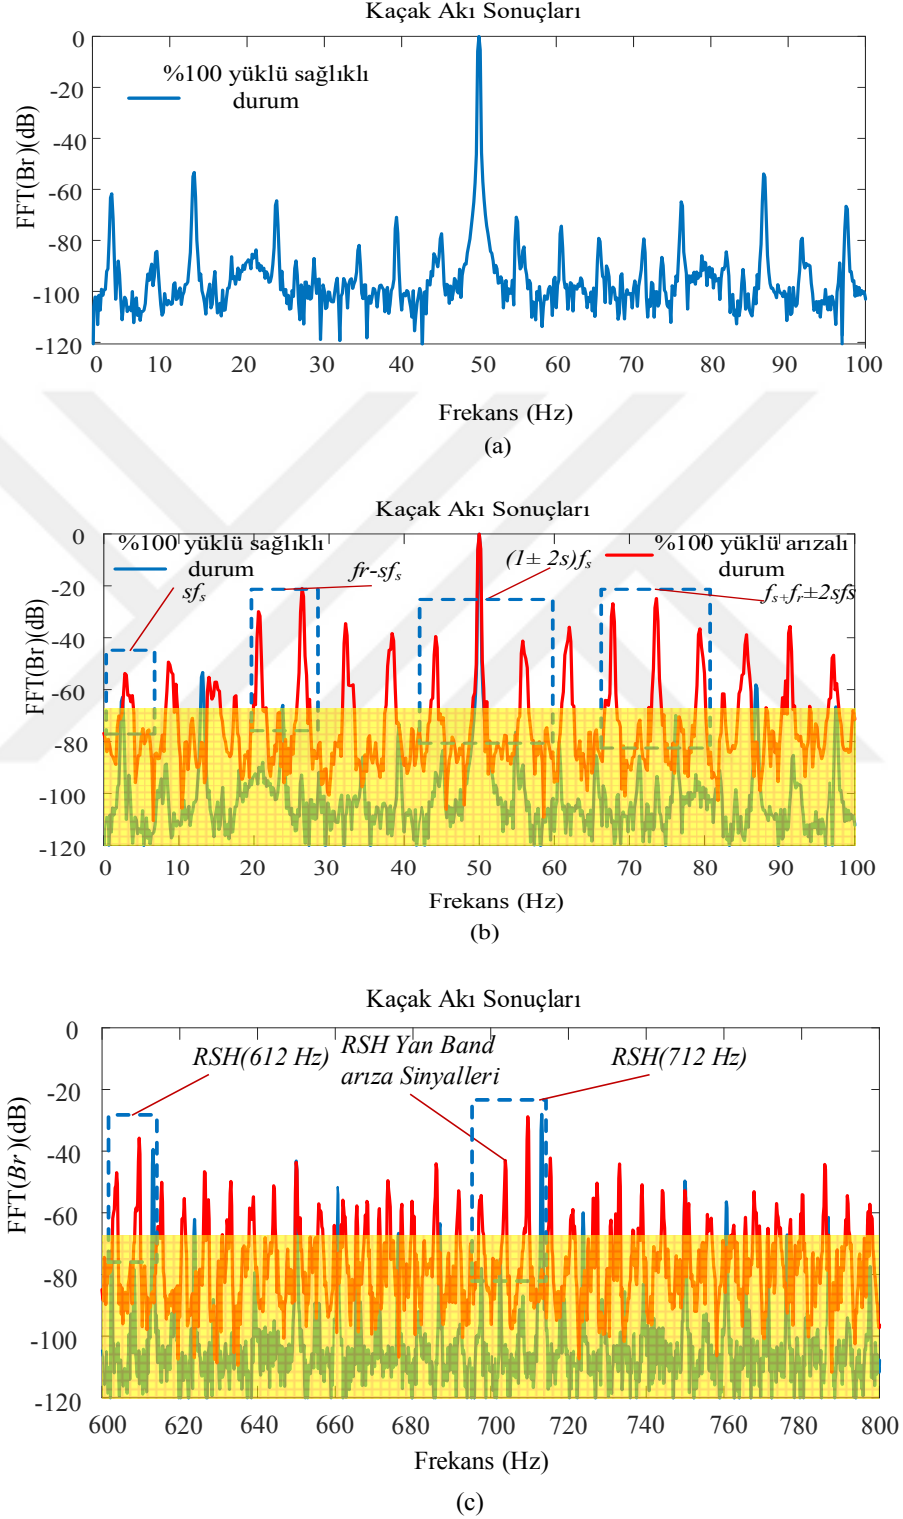 Kaçak Akı Sonuçları
0
-20
-40
-60
-80
-100
-120
FFT(Br)(dB)
%100 yüklü sağlıklı
durum
0 10 20 30 40 50 60 70 80 90 100
Frekans (Hz)
(a)
Kaçak Akı Sonuçları
0
-20
-40
-60
-80
-100
-120
FFT(Br)(dB)
%100 yüklü sağlıklı
durum
sfs
fr-sfs
(1± 2s)fs
%100 yüklü arızalı
durum
fs+fr±2sfs
0 10 20 30 40 50 60 70 80 90 100
Frekans (Hz)
(b)
Kaçak Akı Sonuçları
0
-20
-40
-60
-80
-100
-120
FFT(Br)(dB)
RSH(612 Hz)
RSH Yan Band
arıza Sinyalleri
RSH(712 Hz)
600 620 640 660 680 700 720 740 760 780 800
Frekans (Hz)
(c)